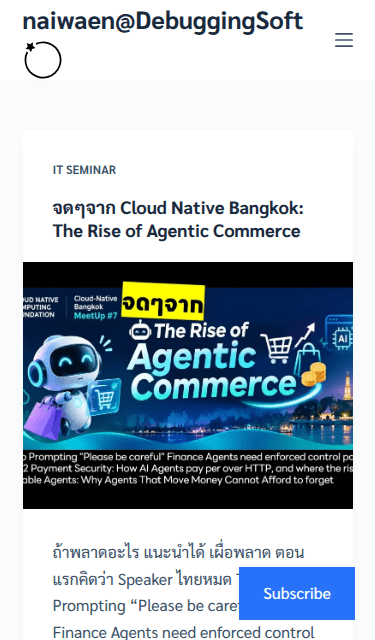 naiwaen@DebuggingSoft
IT SEMINAR
จดๆจาก Cloud Native Bangkok:
The Rise of Agentic Commerce
OUD NATIVE
MPUTING
UNDATION
Cloud-Native
Bangkok
MeetUp #7
จดๆจาก
The Rise of
Agentic
Commerce
AI
Prompting "Please be careful" Finance Agents need enforced control po
2 Payment Security: How AI Agents pay per over HTTP, and where the ris
able Agents: Why Agents That Move Money Cannot Afford to forget
ถ้าพลาดอะไร แนะนำได้ เผื่อพลาด ตอน
แรกคิดว่า Speaker ไทยหมด
Prompting “Please be caref
Finance Agents need enforced control
Subscribe